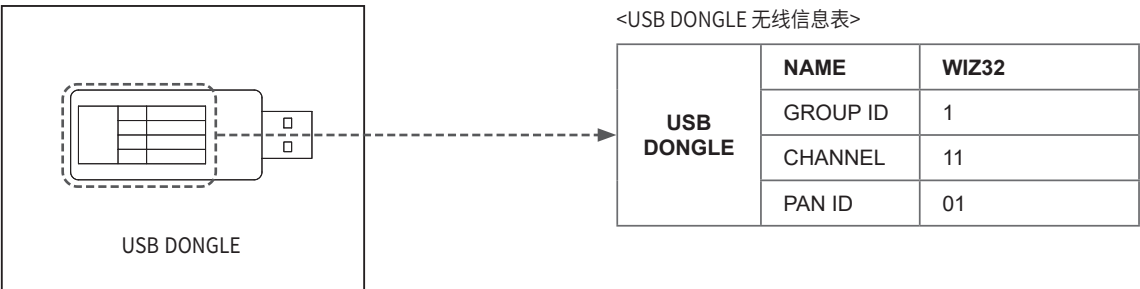 <USB DONGLE 无线信息表>
USB DONGLE
USB
DONGLE
NAME WIZ32
GROUP ID 1
CHANNEL 11
PAN ID 01